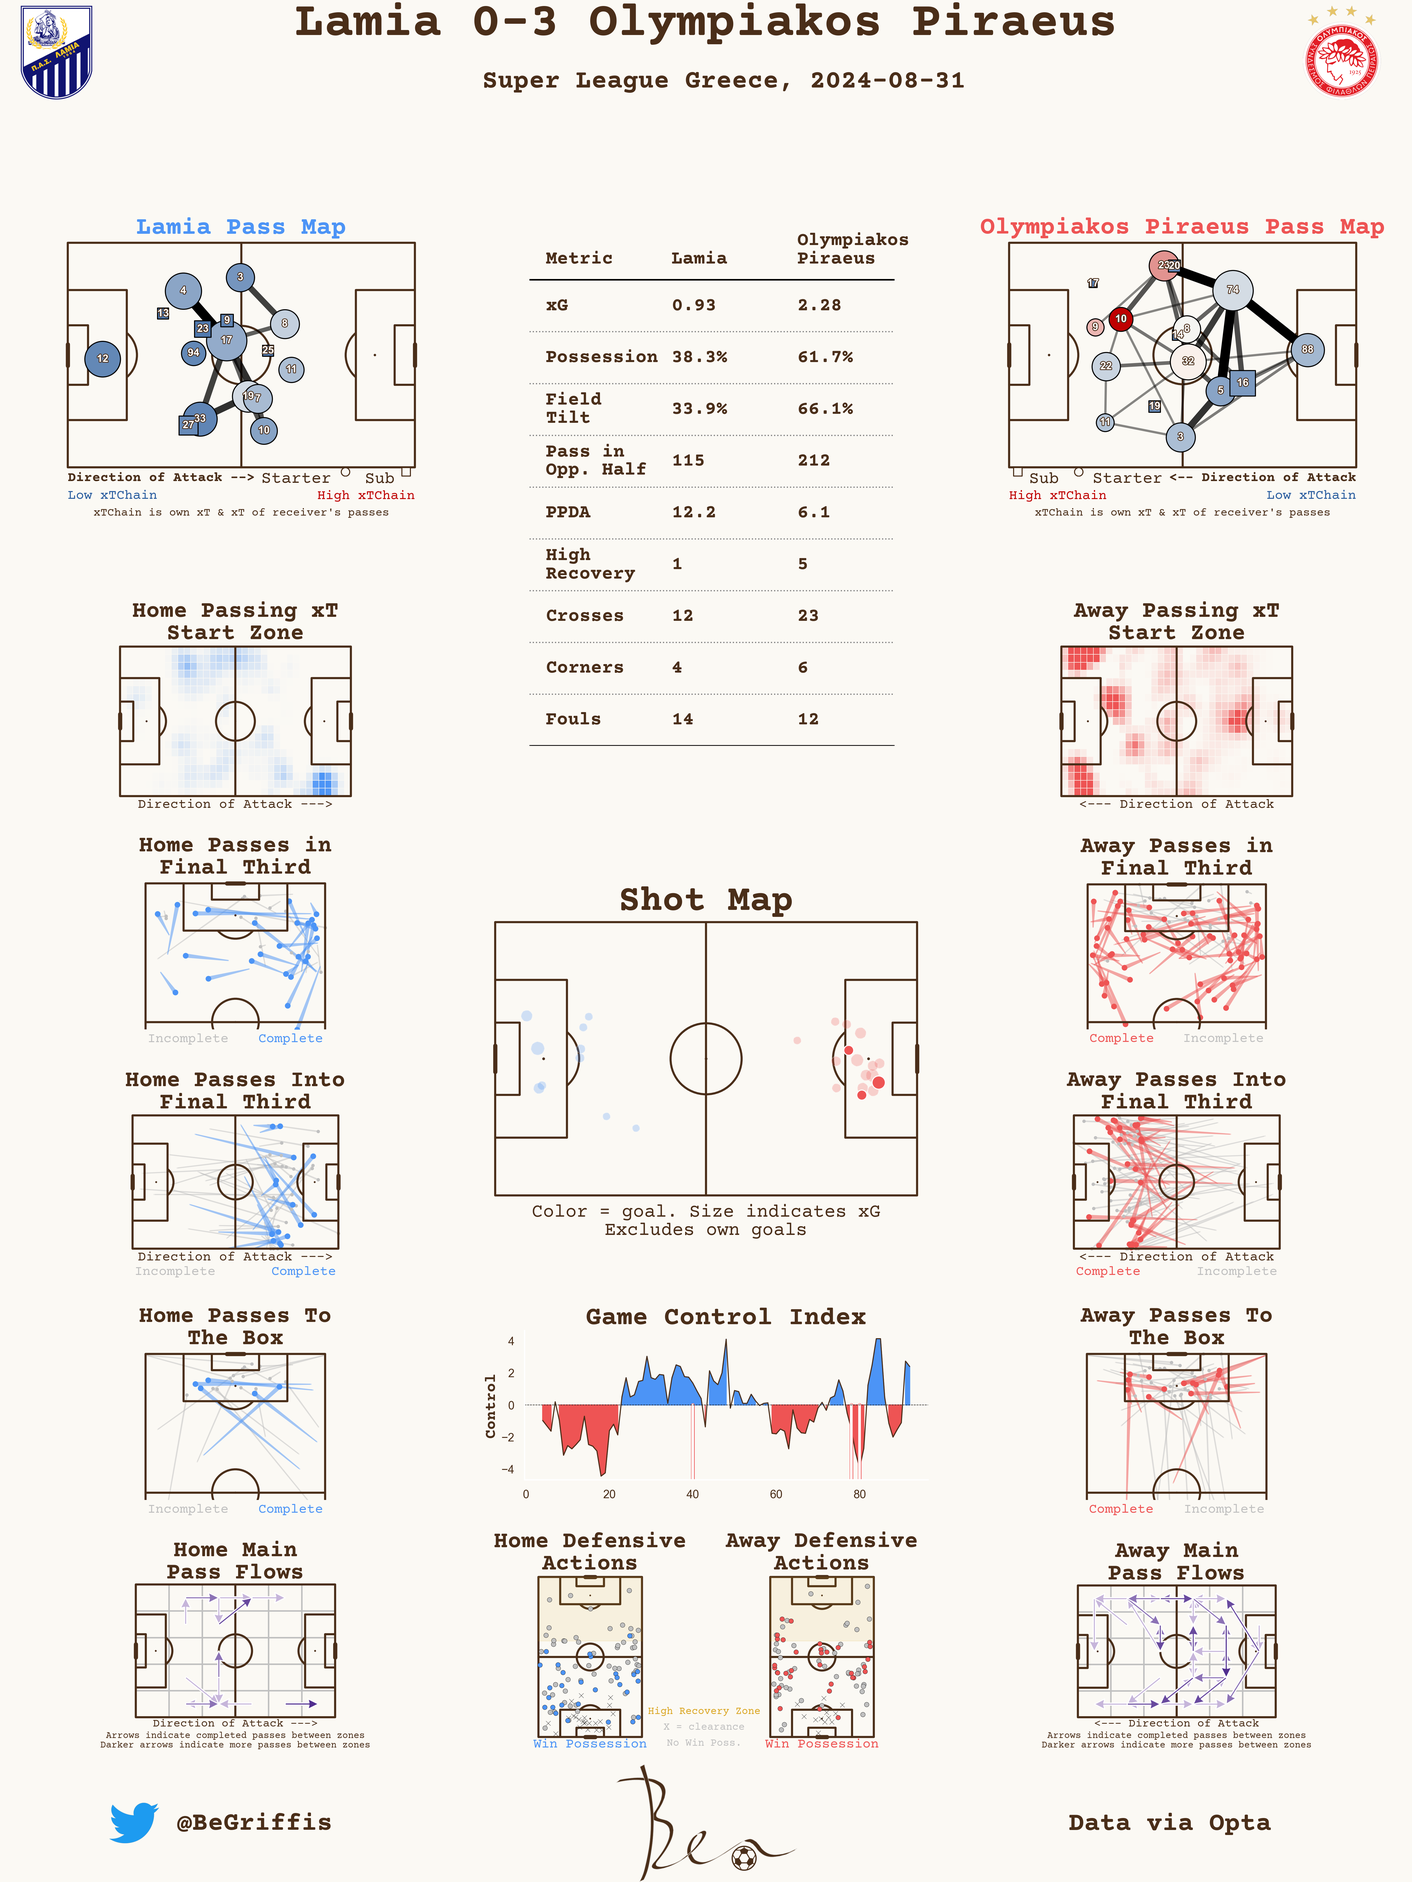 Lamia 0-3 Olympiakos Piraeus
Super League Greece, 2024-08-31
Π.Α.Σ. ΛΑΜΙΑ
1925
Lamia Pass Map
4
3
13
9
23
8
17
94
25
12
11
19
7
33
27
10
Direction of Attack --> Starter Sub
Low xTChain High xTChain
xTChain is own xT & xT of receiver's passes
Metric Lamia Olympiakos
Piraeus
xG 0.93 2.28
Possession 38.3% 61.7%
Field
Tilt 33.9% 66.1%
Pass in
Opp. Half 115 212
PPDA 12.2 6.1
High
Recovery 1 5
Crosses 12 23
Corners 4 6
Fouls 14 12
Olympiakos Piraeus Pass Map
23
20
17
74
10
9
8
14
88
32
22
16
5
19
11
3
Sub Starter <-- Direction of Attack
High xTChain Low xTChain
xTChain is own xT & xT of receiver's passes
Home Passing xT
Start Zone
Direction of Attack --->
Away Passing xT
Start Zone
<--- Direction of Attack
Home Passes in
Final Third
Incomplete Complete
Away Passes in
Final Third
Complete Incomplete
Shot Map
Color = goal. Size indicates xG
Excludes own goals
Home Passes Into
Final Third
Direction of Attack --->
Incomplete Complete
Away Passes Into
Final Third
<--- Direction of Attack
Complete Incomplete
Home Passes To
The Box
Incomplete Complete
Game Control Index
Control
4
2
0
−2
−4
0 20 40 60 80
Away Passes To
The Box
Complete Incomplete
Home Main
Pass Flows
Direction of Attack --->
Arrows indicate completed passes between zones
Darker arrows indicate more passes between zones
Home Defensive
Actions
Win Possession
Away Defensive
Actions
Win Possession
High Recovery Zone
X = clearance
No Win Poss.
Away Main
Pass Flows
<--- Direction of Attack
Arrows indicate completed passes between zones
Darker arrows indicate more passes between zones
@BeGriffis
Ben
Data via Opta